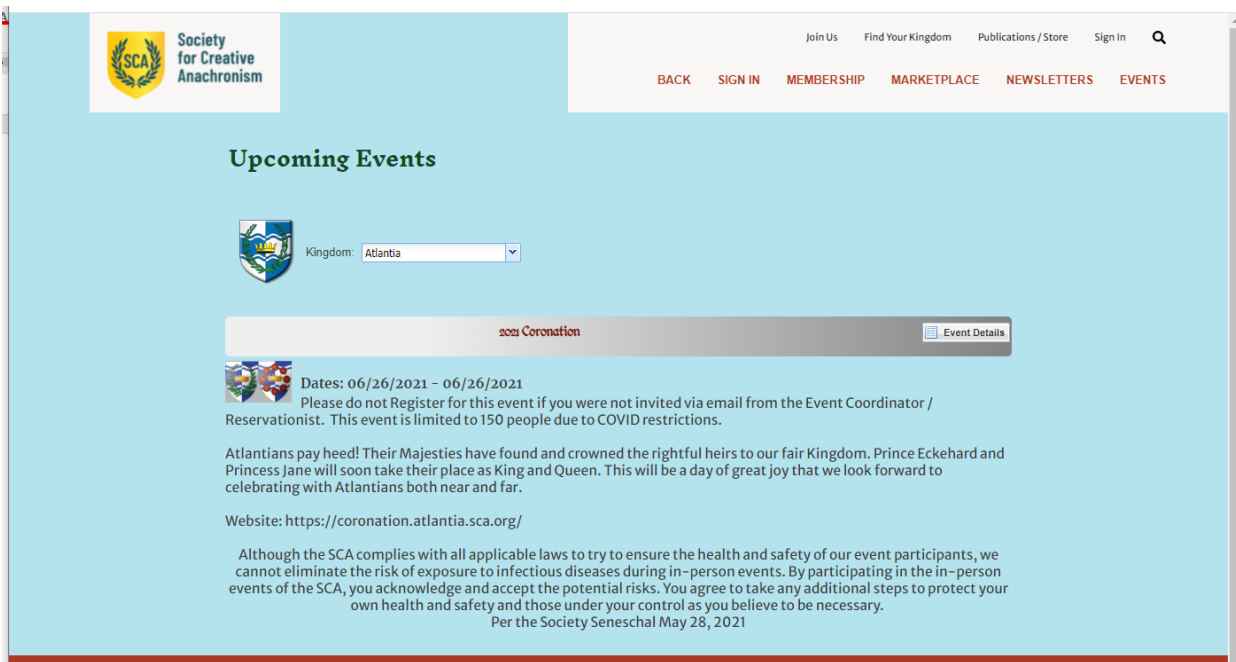 SCA
Society
for Creative
Anachronism
Join Us Find Your Kingdom Publications / Store Sign In
BACK SIGN IN MEMBERSHIP MARKETPLACE NEWSLETTERS EVENTS
Upcoming Events
Kingdom: Atlantia
2021 Coronation
Event Details
Dates: 06/26/2021 - 06/26/2021
Please do not Register for this event if you were not invited via email from the Event Coordinator /
Reservationist. This event is limited to 150 people due to COVID restrictions.
Atlantians pay heed! Their Majesties have found and crowned the rightful heirs to our fair Kingdom. Prince Eckehard and
Princess Jane will soon take their place as King and Queen. This will be a day of great joy that we look forward to
celebrating with Atlantians both near and far.
Website: https://coronation.atlantia.sca.org/
Although the SCA complies with all applicable laws to try to ensure the health and safety of our event participants, we
cannot eliminate the risk of exposure to infectious diseases during in-person events. By participating in the in-person
events of the SCA, you acknowledge and accept the potential risks. You agree to take any additional steps to protect your
own health and safety and those under your control as you believe to be necessary.
Per the Society Seneschal May 28, 2021